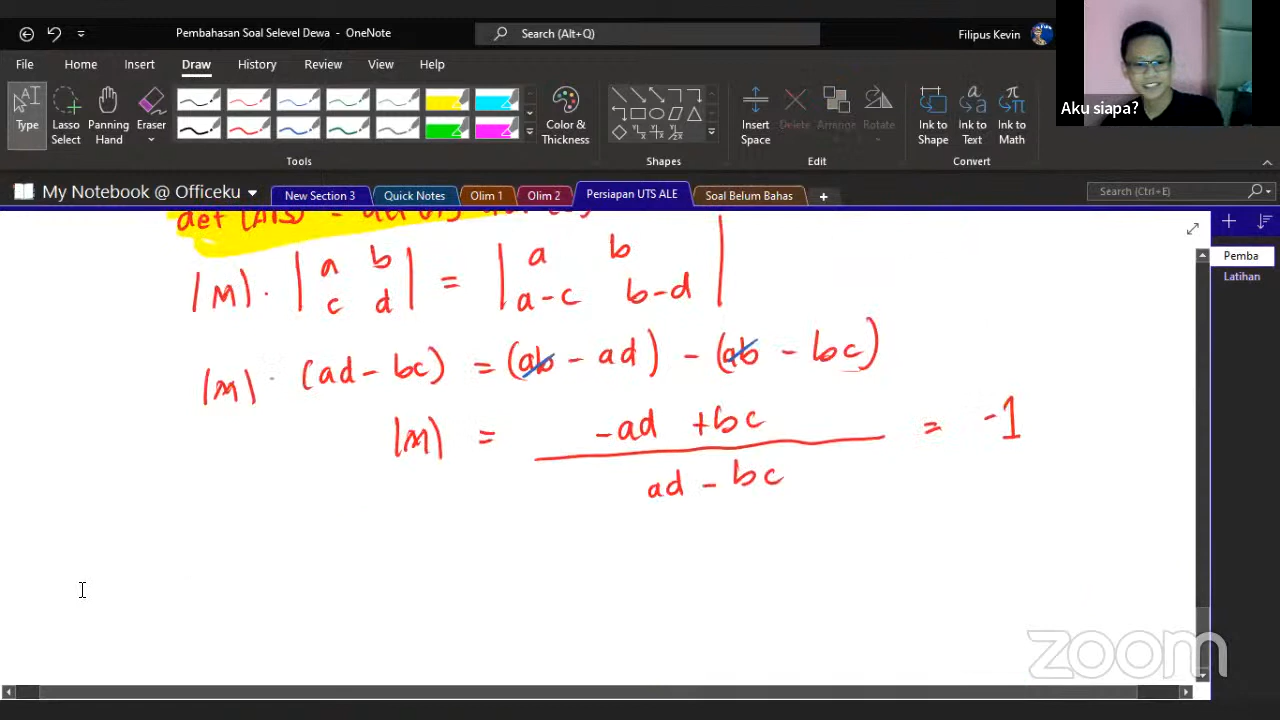 Pembahasan Soal Selevel Dewa - OneNote
Search (Alt+Q)
Filipus Kevin
File Home Insert Draw History Review View Help
Aku siapa?
Type
Lasso Select
Panning Hand
Eraser
Color & Thickness
Insert Space
Delete
Arrange
Rotate
Ink to Shape
Ink to Text
Ink to Math
Tools Shapes Edit Convert
My Notebook @ Officeku
New Section 3 Quick Notes Olim 1 Olim 2 Persiapan UTS ALE Soal Belum Bahas
Search (Ctrl+E)
Pemba
Latihan
|M| · | a b | = | a b |
| c d | | a-c b-d |
|M| · (ad - bc) = (ab - ad) - (ab - bc)
|M| = -ad + bc = -1
ad - bc
zoom